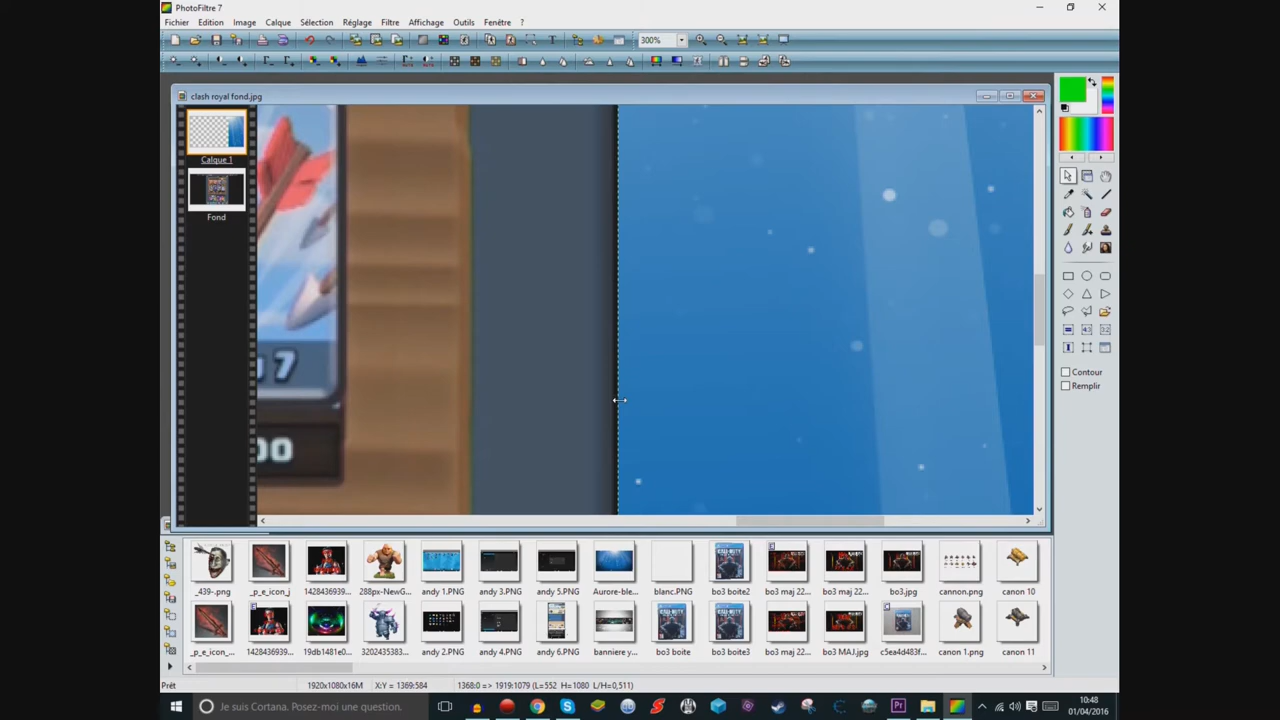 PhotoFiltre 7
Fichier Edition Image Calque Sélection Réglage Filtre Affichage Outils Fenêtre ?
300%
clash royal fond.jpg
Calque 1
Fond
7
00
Contour
Remplir
_439-.png _p_e_icon_j 1428436939... 288px-NewG... andy 1.PNG andy 3.PNG andy 5.PNG Aurore-ble... blanc.PNG bo3 boite2 bo3 maj 22... bo3 maj 22... bo3.jpg cannon.png canon 10
_p_e_icon_... 1428436939... 19db1481e0... 3202435383... andy 2.PNG andy 4.PNG andy 6.PNG banniere y... bo3 boite bo3 boite3 bo3 maj 22... bo3 MAJ.jpg c5ea4d483f... canon 1.png canon 11
Prêt 1920x1080x16M X:Y = 1369:584 1368:0 => 1919:1079 (L=552 H=1080 L/H=0,511)
Je suis Cortana. Posez-moi une question.
10:48
01/04/2016